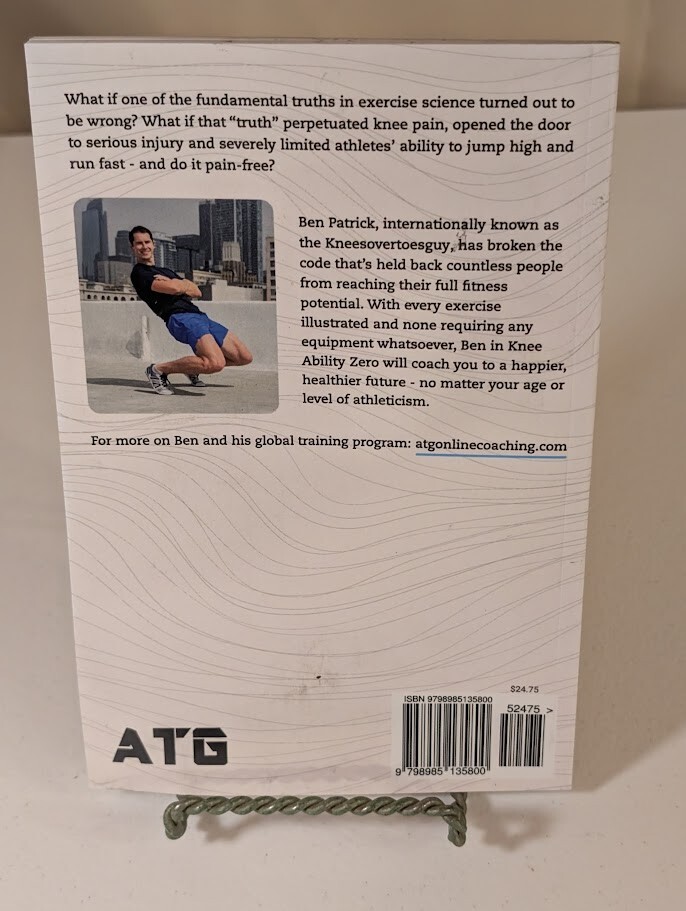 What if one of the fundamental truths in exercise science turned out to
be wrong? What if that “truth” perpetuated knee pain, opened the door
to serious injury and severely limited athletes’ ability to jump high and
run fast - and do it pain-free?
Ben Patrick, internationally known as
the Kneesovertoesguy, has broken the
code that’s held back countless people
from reaching their full fitness
potential. With every exercise
illustrated and none requiring any
equipment whatsoever, Ben in Knee
Ability Zero will coach you to a happier,
healthier future - no matter your age or
level of athleticism.
For more on Ben and his global training program: atgonlinecoaching.com
ATG
$24.75
ISBN 9798985135800
52475 >
9 798985 135800